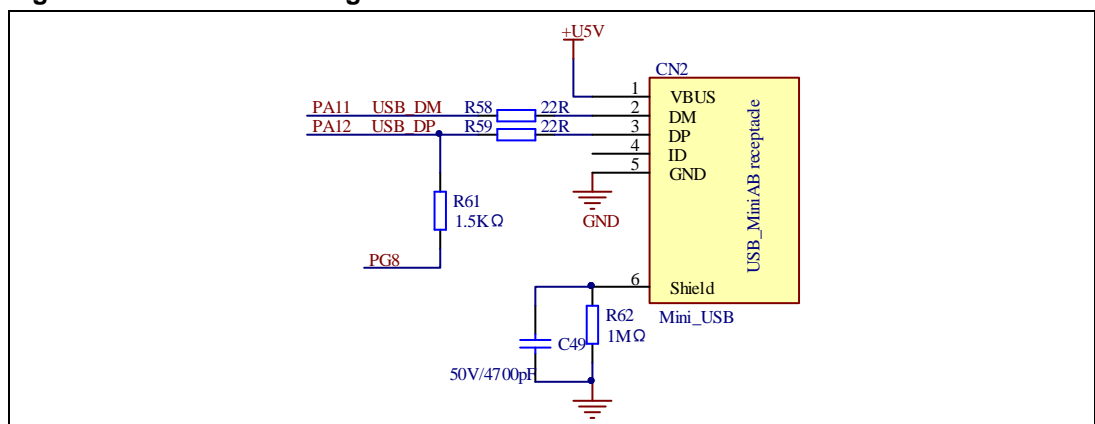 +U5V
CN2
1 VBUS
PA11 USB_DM R58 22R 2 DM
PA12 USB_DP R59 22R 3 DP
4 ID
5 GND
USB_MiniAB receptacle
R61
1.5KΩ
GND
PG8
6 Shield
Mini_USB
R62
1MΩ
C49
50V/4700pF